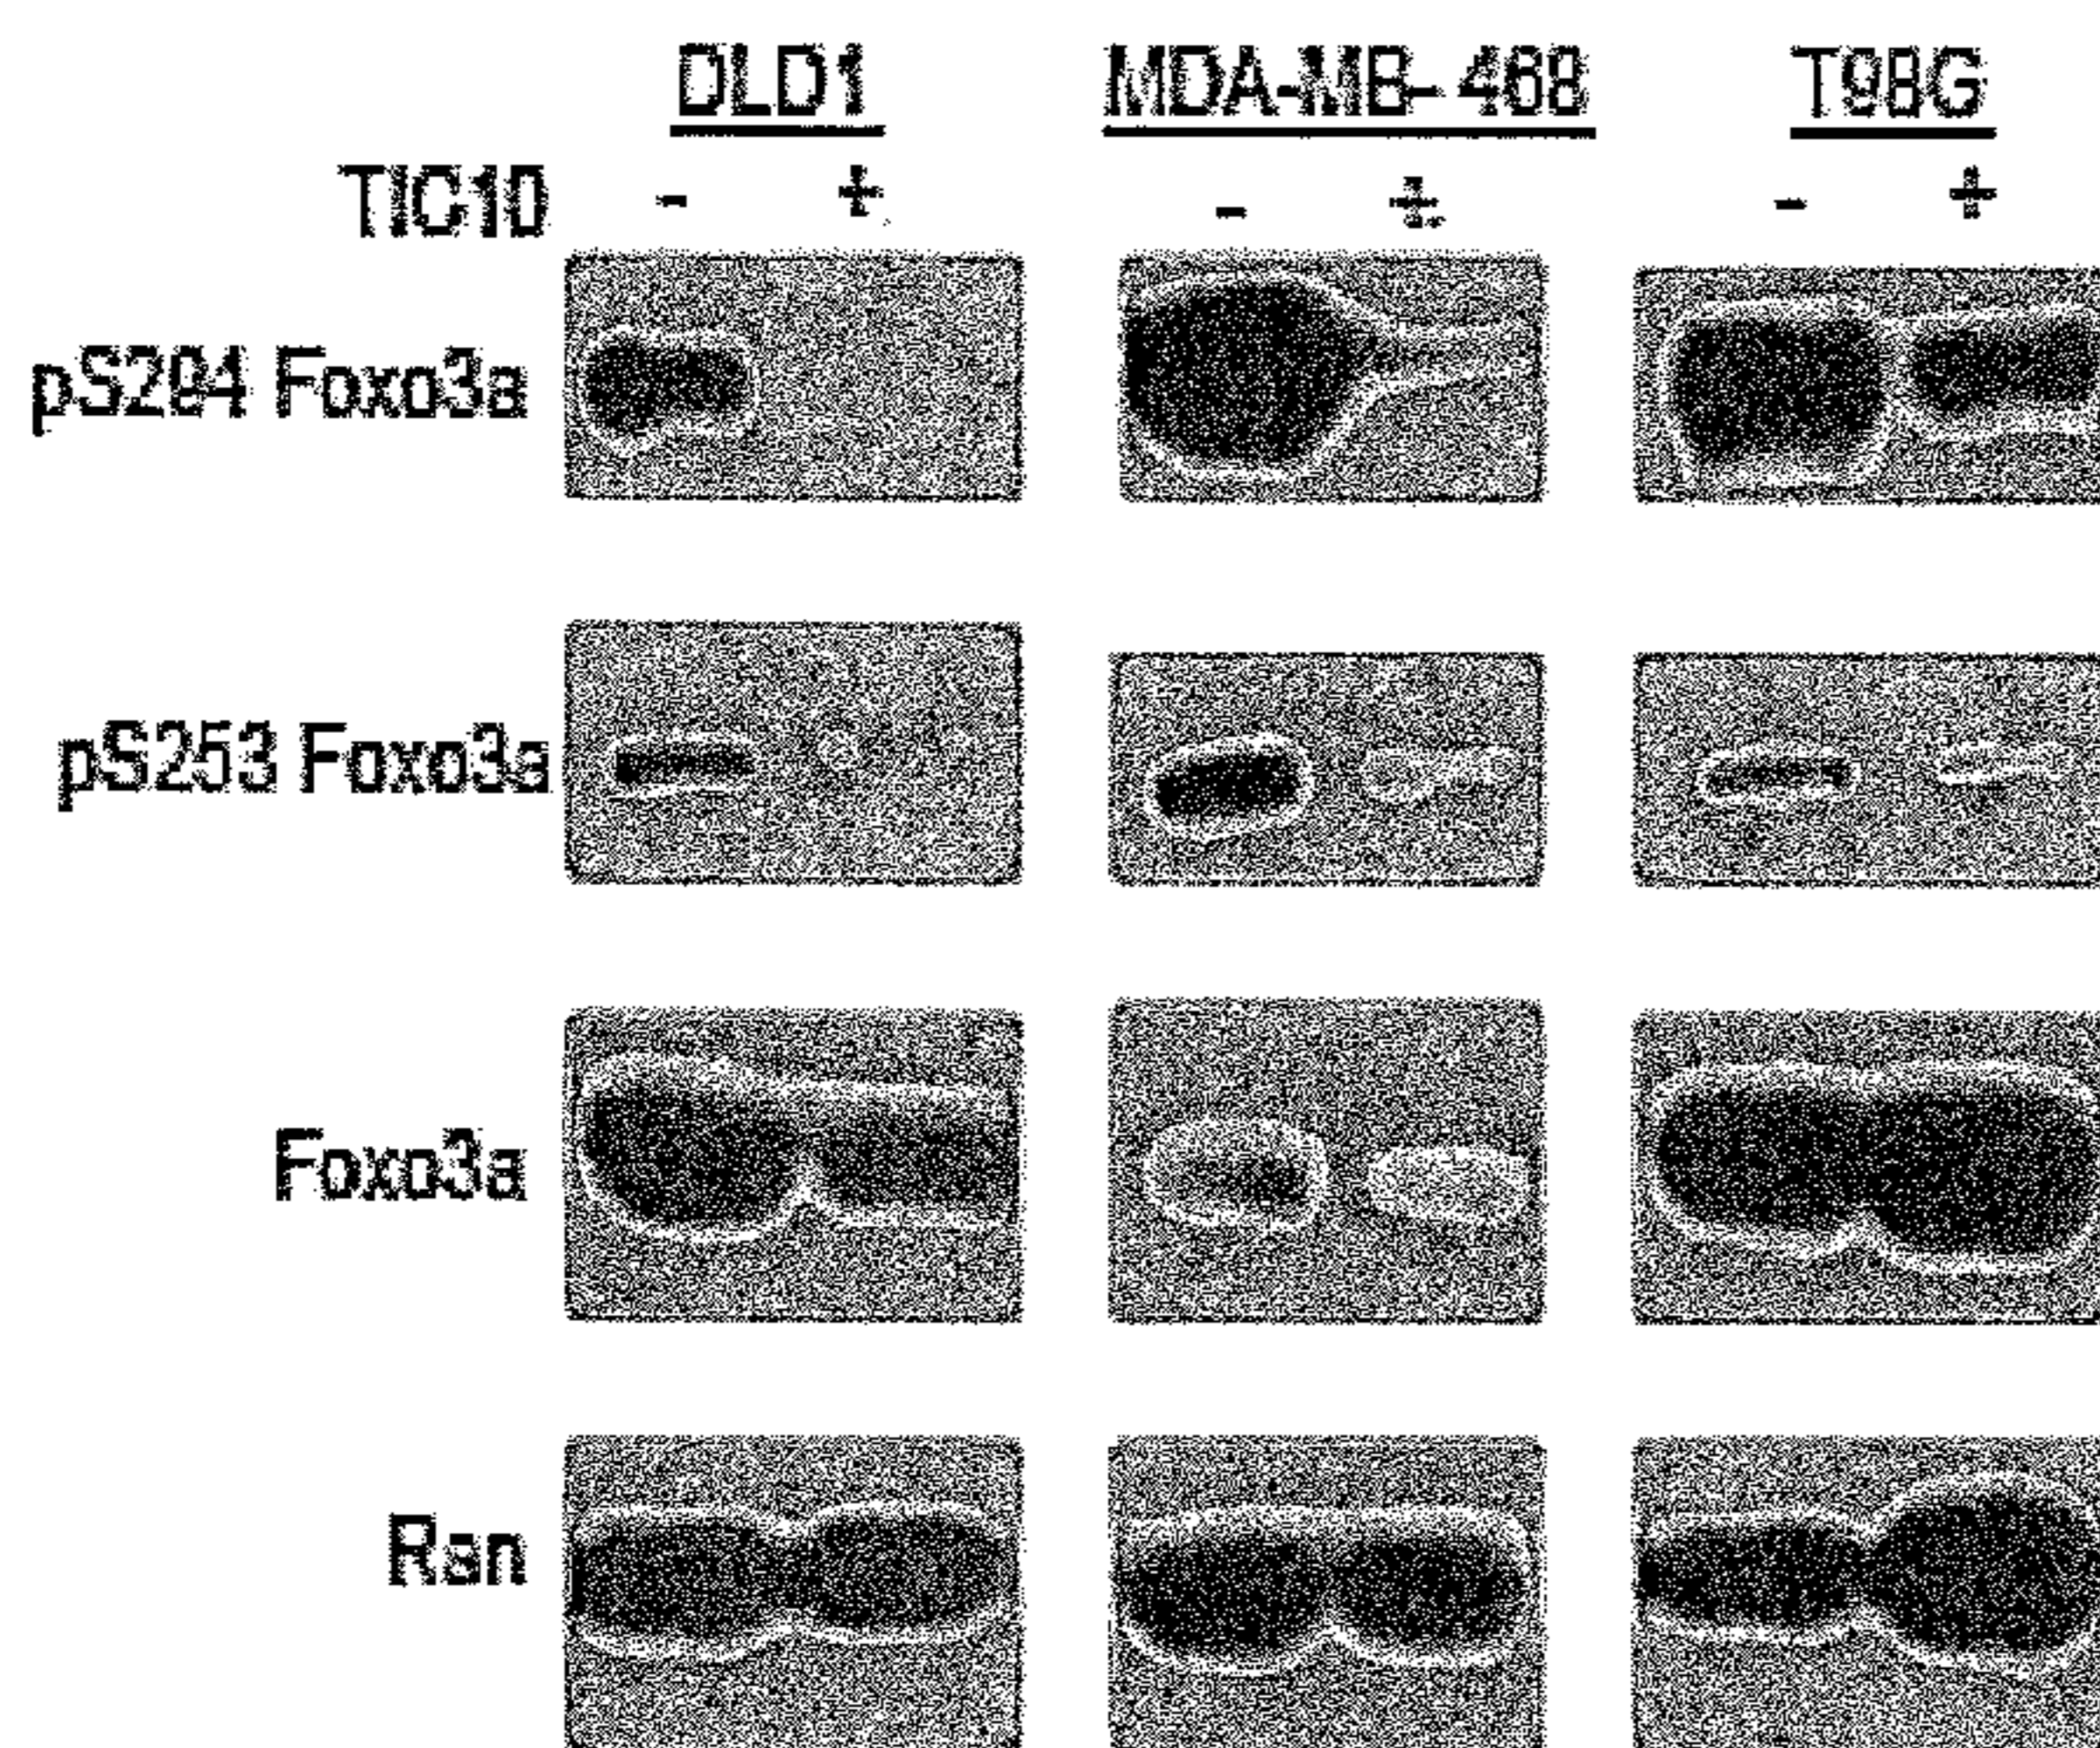 DLD1 MDA-MB-468 T98G
TIC10 - + - + - +
pS294 Foxo3a
pS253 Foxo3a
Foxo3a
Ran